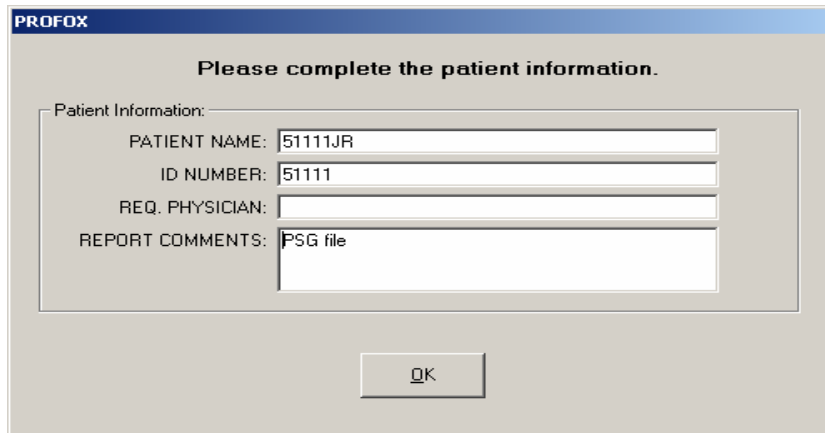 PROFOX
Please complete the patient information.
Patient Information:
PATIENT NAME: 51111JR
ID NUMBER: 51111
REQ. PHYSICIAN:
REPORT COMMENTS: PSG file
OK